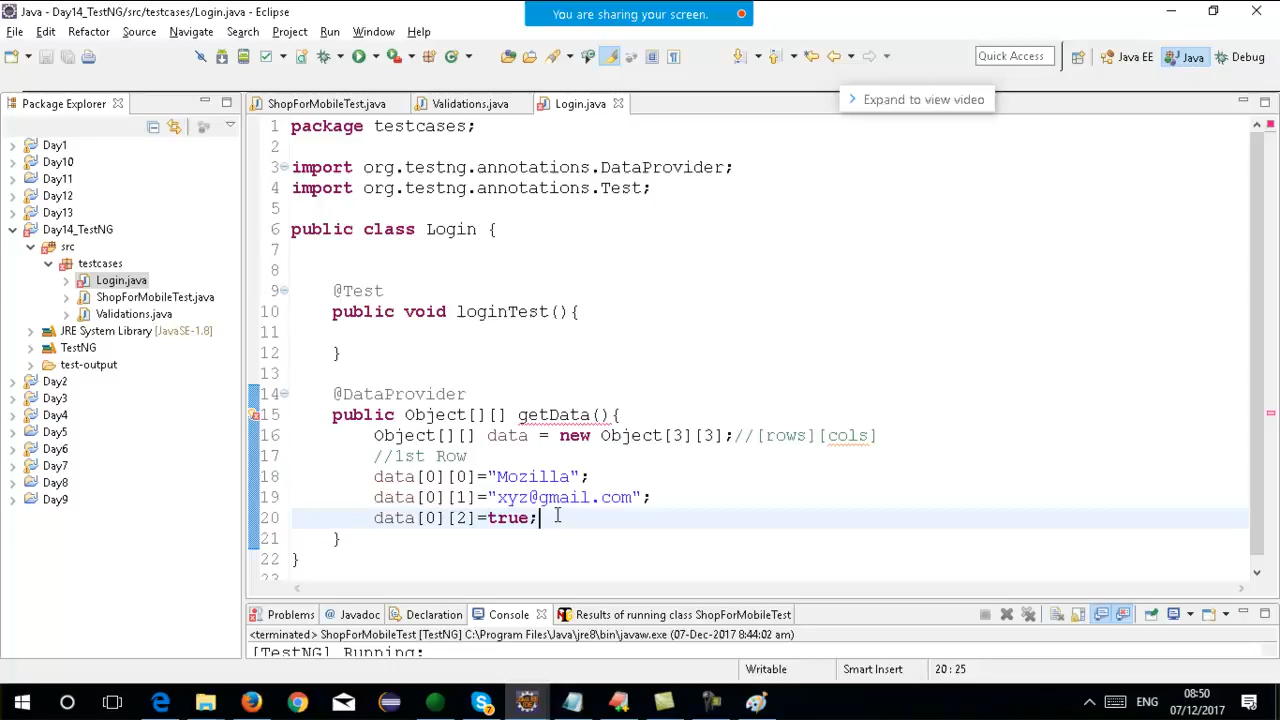 Java - Day14_TestNG/src/testcases/Login.java - Eclipse
You are sharing your screen.
File Edit Refactor Source Navigate Search Project Run Window Help
Quick Access
Java EE
Java
Debug
Expand to view video
Package Explorer
ShopForMobileTest.java
Validations.java
Login.java
Day1
Day10
Day11
Day12
Day13
Day14_TestNG
src
testcases
Login.java
ShopForMobileTest.java
Validations.java
JRE System Library [JavaSE-1.8]
TestNG
test-output
Day2
Day3
Day4
Day5
Day6
Day7
Day8
Day9
1 package testcases;
2
3 import org.testng.annotations.DataProvider;
4 import org.testng.annotations.Test;
5
6 public class Login {
7
8
9 @Test
10 public void loginTest(){
11
12 }
13
14 @DataProvider
15 public Object[][] getData(){
16 Object[][] data = new Object[3][3];//[rows][cols]
17 //1st Row
18 data[0][0]="Mozilla";
19 data[0][1]="xyz@gmail.com";
20 data[0][2]=true;
21 }
22 }
23
Problems
Javadoc
Declaration
Console
Results of running class ShopForMobileTest
<terminated> ShopForMobileTest [TestNG] C:\Program Files\Java\jre8\bin\javaw.exe (07-Dec-2017 8:44:02 am)
[TestNG] Running:
Writable
Smart Insert
20 : 25
ENG
08:50
07/12/2017